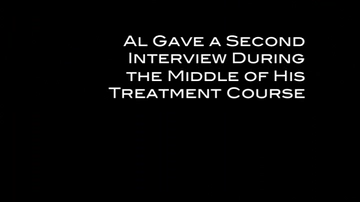 Al Gave a Second
Interview During
the Middle of His
Treatment Course